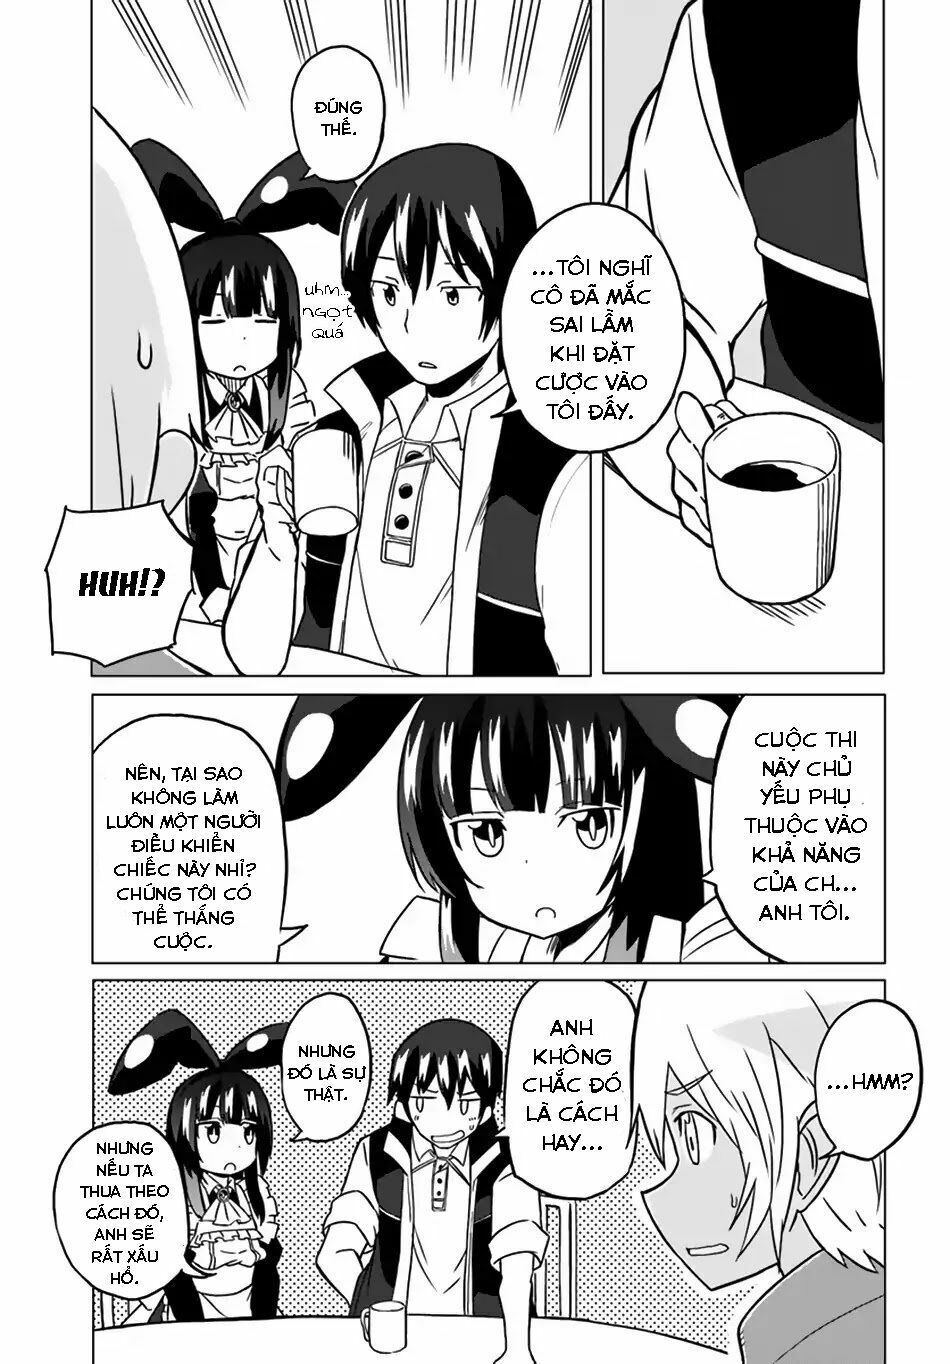 ...TÔI NGHĨ
CÔ ĐÃ MẮC
SAI LẦM
KHI ĐẶT
CƯỢC VÀO
TÔI ĐẤY.
ĐÚNG
THẾ.
uhm...
ngọt
quá
HUH!?
CUỘC THI
NÀY CHỦ
YẾU PHỤ
THUỘC VÀO
KHẢ NĂNG
CỦA CH...
ANH TÔI.
NÊN, TẠI SAO
KHÔNG LÀM
LUÔN MỘT NGƯỜI
ĐIỀU KHIỂN
CHIẾC NÀY NHỈ?
CHÚNG TÔI CÓ
THỂ THẮNG
CUỘC.
...HMM?
ANH
KHÔNG
CHẮC ĐÓ
LÀ CÁCH
HAY...
NHƯNG
ĐÓ LÀ SỰ
THẬT.
NHƯNG
NẾU TA
THUA THEO
CÁCH ĐÓ,
ANH SẼ
RẤT XẤU
HỔ.